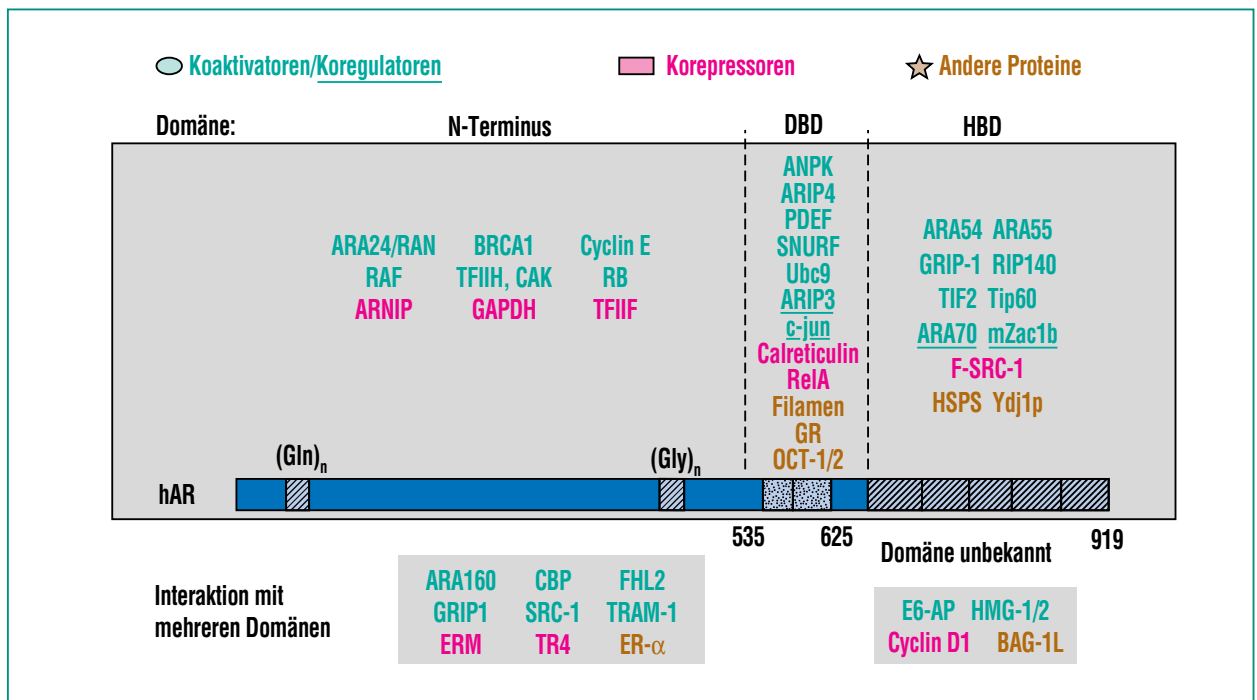 Koaktivatoren/Koregulatoren Korepressoren Andere Proteine
Domäne: N-Terminus DBD HBD
ANPK
ARIP4
PDEF
SNURF
Ubc9
ARIP3
c-jun
Calreticulin
RelA
Filamen
GR
OCT-1/2
ARA24/RAN BRCA1 Cyclin E
RAF TFIIH, CAK RB
ARNIP GAPDH TFIIF
ARA54 ARA55
GRIP-1 RIP140
TIF2 Tip60
ARA70 mZac1b
F-SRC-1
HSPS Ydj1p
(Gln)n (Gly)n
hAR
535 625 919
Domäne unbekannt
Interaktion mit
mehreren Domänen
ARA160 CBP FHL2
GRIP1 SRC-1 TRAM-1
ERM TR4 ER-α
E6-AP HMG-1/2
Cyclin D1 BAG-1L